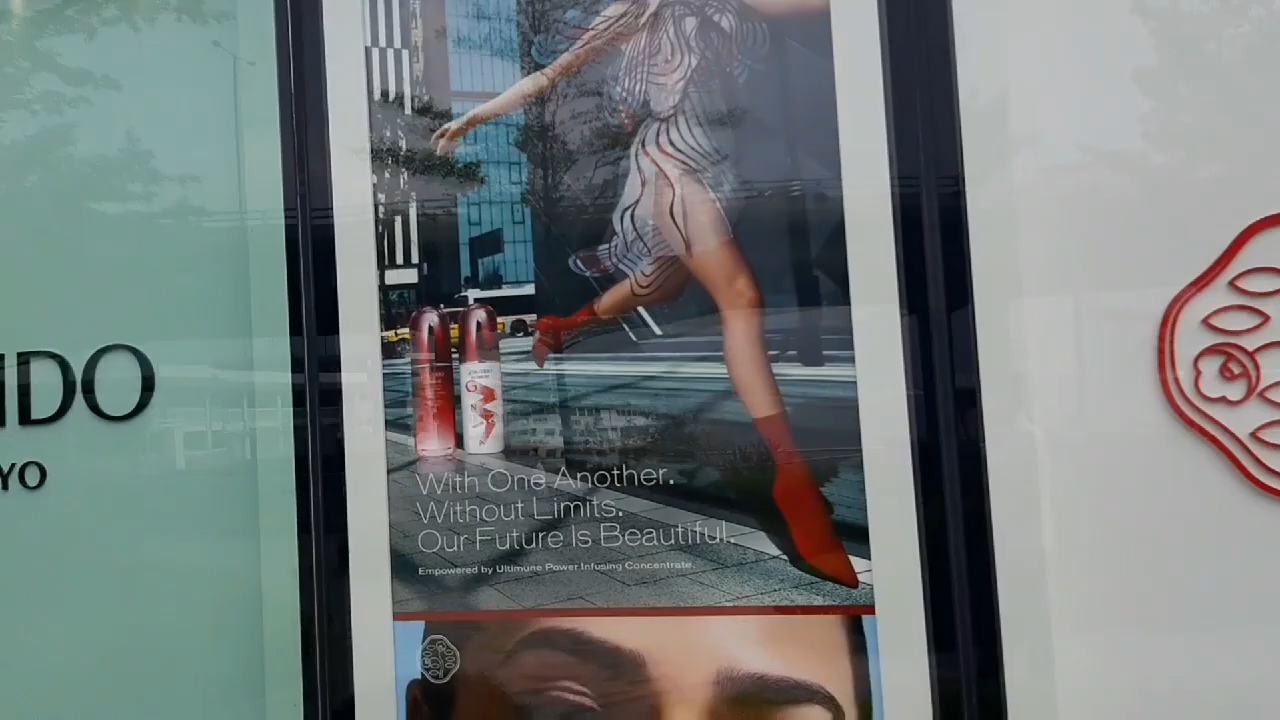 IDO
YO
With One Another.
Without Limits.
Our Future Is Beautiful.
Empowered by Ultimune Power Infusing Concentrate.